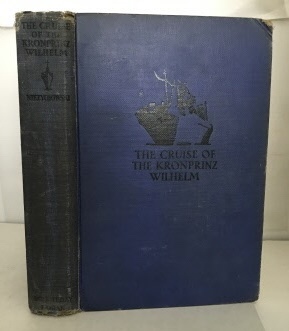 THE CRUISE
OF THE
KRONPRINZ
WILHELM
THE CRUISE OF
THE KRONPRINZ
WILHELM